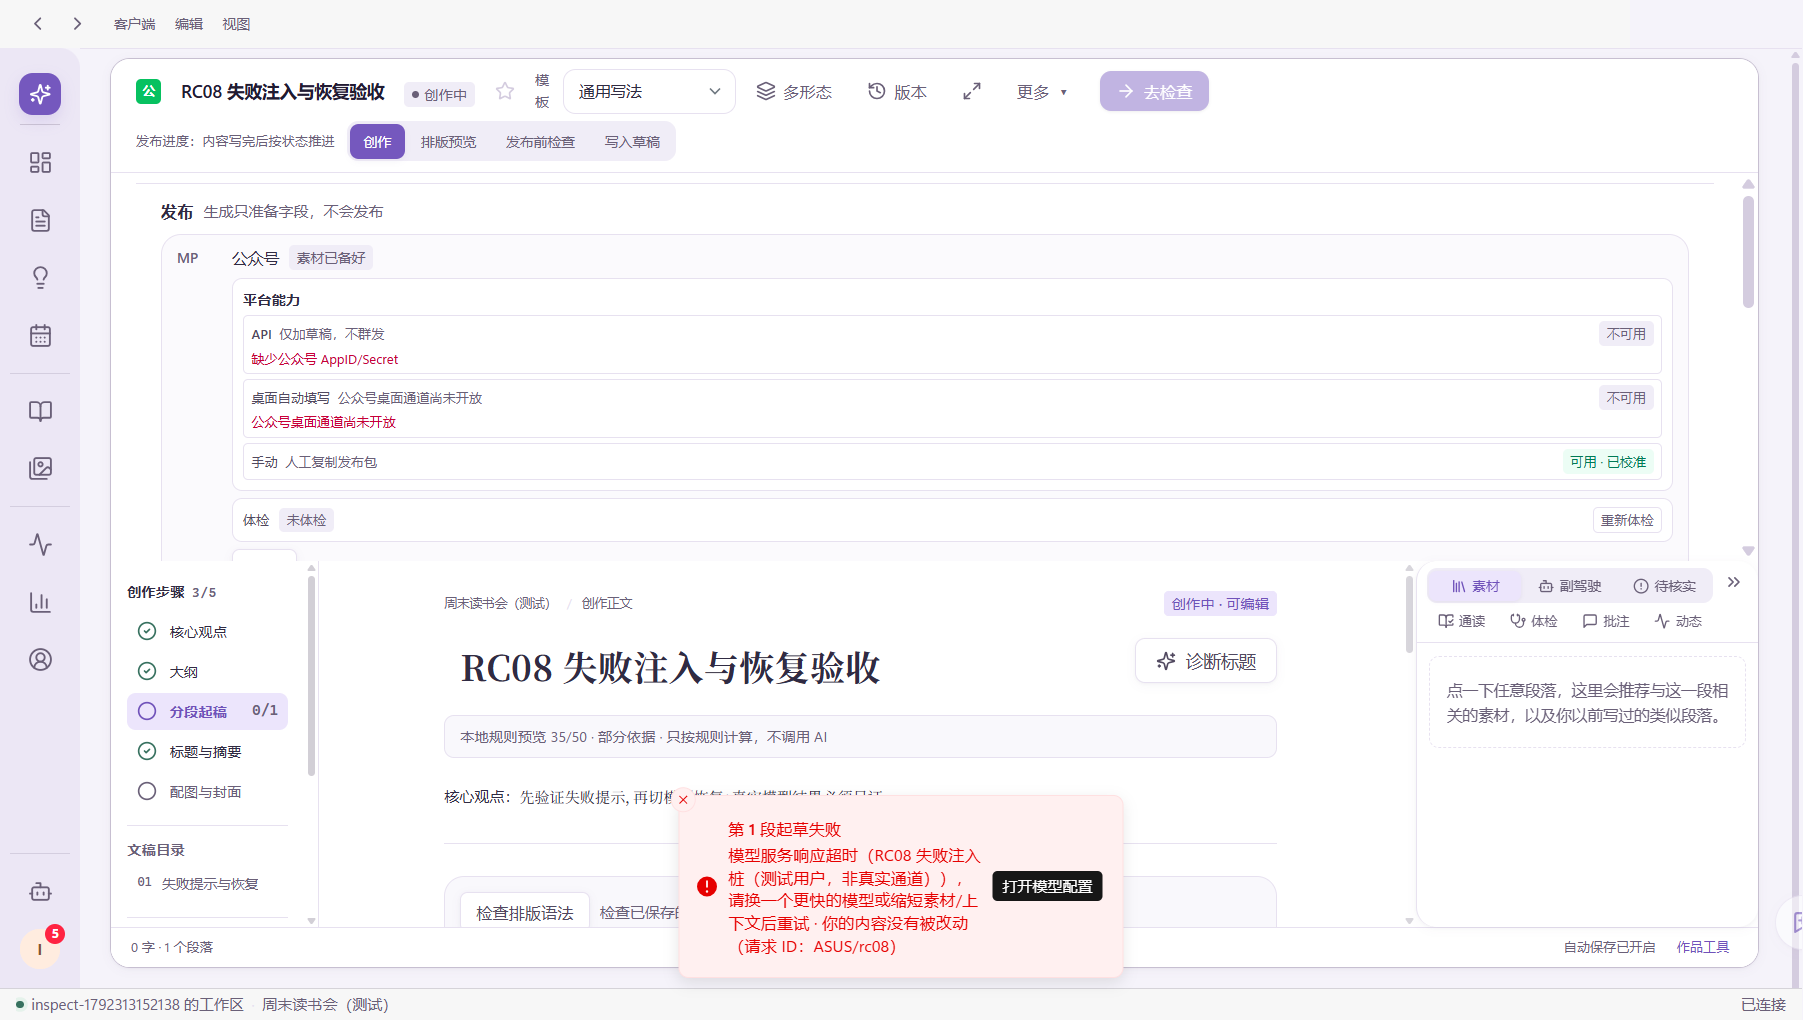 客户端 编辑 视图
公 RC08 失败注入与恢复验收 创作中 模板 通用写法 多形态 版本 更多 去检查
发布进度：内容写完后按状态推进 创作 排版预览 发布前检查 写入草稿
发布 生成只准备字段，不会发布
MP 公众号 素材已备好
平台能力
API 仅加草稿，不群发 不可用
缺少公众号 AppID/Secret
桌面自动填写 公众号桌面通道尚未开放 不可用
公众号桌面通道尚未开放
手动 人工复制发布包 可用 · 已校准
体检 未体检 重新体检
创作步骤 3/5
核心观点
大纲
分段起稿 0/1
标题与摘要
配图与封面
文稿目录
01 失败提示与恢复
周末读书会（测试） / 创作正文 创作中 · 可编辑
RC08 失败注入与恢复验收 诊断标题
本地规则预览 35/50 · 部分依据 · 只按规则计算，不调用 AI
核心观点：先验证失败提示, 再切
检查排版语法 检查已保存的
第 1 段起草失败
模型服务响应超时（RC08 失败注入
桩（测试用户，非真实通道）），
请换一个更快的模型或缩短素材/上
下文后重试 · 你的内容没有被改动
（请求 ID：ASUS/rc08）
打开模型配置
素材 副驾驶 待核实
通读 体检 批注 动态
点一下任意段落，这里会推荐与这一段相
关的素材，以及你以前写过的类似段落。
0 字 · 1 个段落 自动保存已开启 作品工具
I 5
inspect-1792313152138 的工作区 · 周末读书会（测试） 已连接